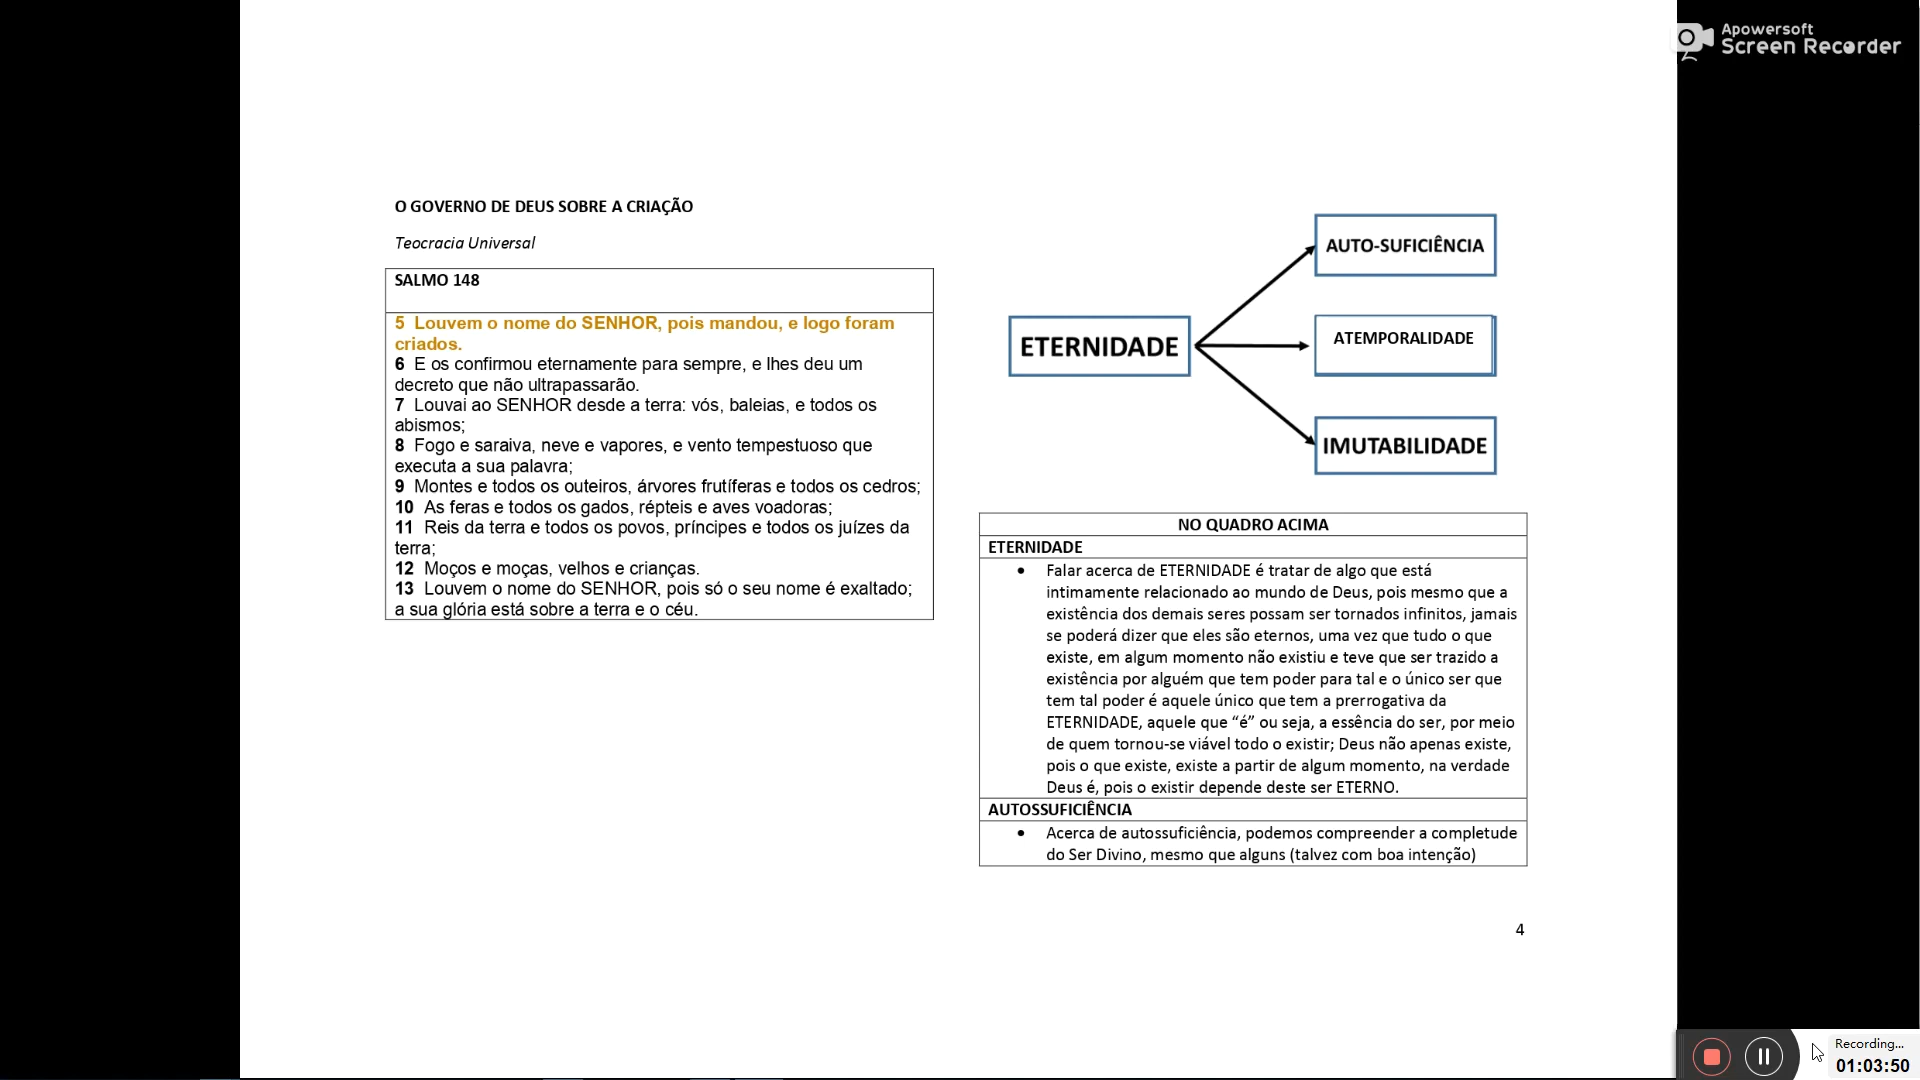 Apowersoft
Screen Recorder
O GOVERNO DE DEUS SOBRE A CRIAÇÃO
Teocracia Universal
SALMO 148
5 Louvem o nome do SENHOR, pois mandou, e logo foram
criados.
6 E os confirmou eternamente para sempre, e lhes deu um
decreto que não ultrapassarão.
7 Louvai ao SENHOR desde a terra: vós, baleias, e todos os
abismos;
8 Fogo e saraiva, neve e vapores, e vento tempestuoso que
executa a sua palavra;
9 Montes e todos os outeiros, árvores frutíferas e todos os cedros;
10 As feras e todos os gados, répteis e aves voadoras;
11 Reis da terra e todos os povos, príncipes e todos os juízes da
terra;
12 Moços e moças, velhos e crianças.
13 Louvem o nome do SENHOR, pois só o seu nome é exaltado;
a sua glória está sobre a terra e o céu.
ETERNIDADE
AUTO-SUFICIÊNCIA
ATEMPORALIDADE
IMUTABILIDADE
NO QUADRO ACIMA
ETERNIDADE
• Falar acerca de ETERNIDADE é tratar de algo que está
intimamente relacionado ao mundo de Deus, pois mesmo que a
existência dos demais seres possam ser tornados infinitos, jamais
se poderá dizer que eles são eternos, uma vez que tudo o que
existe, em algum momento não existiu e teve que ser trazido a
existência por alguém que tem poder para tal e o único ser que
tem tal poder é aquele único que tem a prerrogativa da
ETERNIDADE, aquele que “é” ou seja, a essência do ser, por meio
de quem tornou-se viável todo o existir; Deus não apenas existe,
pois o que existe, existe a partir de algum momento, na verdade
Deus é, pois o existir depende deste ser ETERNO.
AUTOSSUFICIÊNCIA
• Acerca de autossuficiência, podemos compreender a completude
do Ser Divino, mesmo que alguns (talvez com boa intenção)
4
Recording...
01:03:50